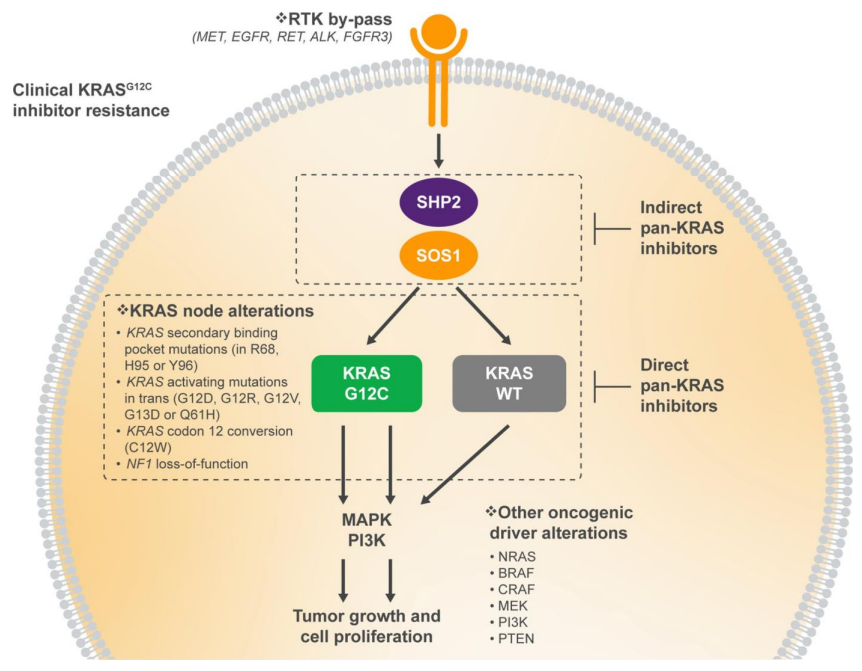 ❖RTK by-pass
(MET, EGFR, RET, ALK, FGFR3)
Clinical KRASG12C
inhibitor resistance
SHP2
SOS1
Indirect
pan-KRAS
inhibitors
❖KRAS node alterations
• KRAS secondary binding
pocket mutations (in R68,
H95 or Y96)
• KRAS activating mutations
in trans (G12D, G12R, G12V,
G13D or Q61H)
• KRAS codon 12 conversion
(C12W)
• NF1 loss-of-function
KRAS
G12C
KRAS
WT
Direct
pan-KRAS
inhibitors
MAPK
PI3K
Tumor growth and
cell proliferation
❖Other oncogenic
driver alterations
• NRAS
• BRAF
• CRAF
• MEK
• PI3K
• PTEN